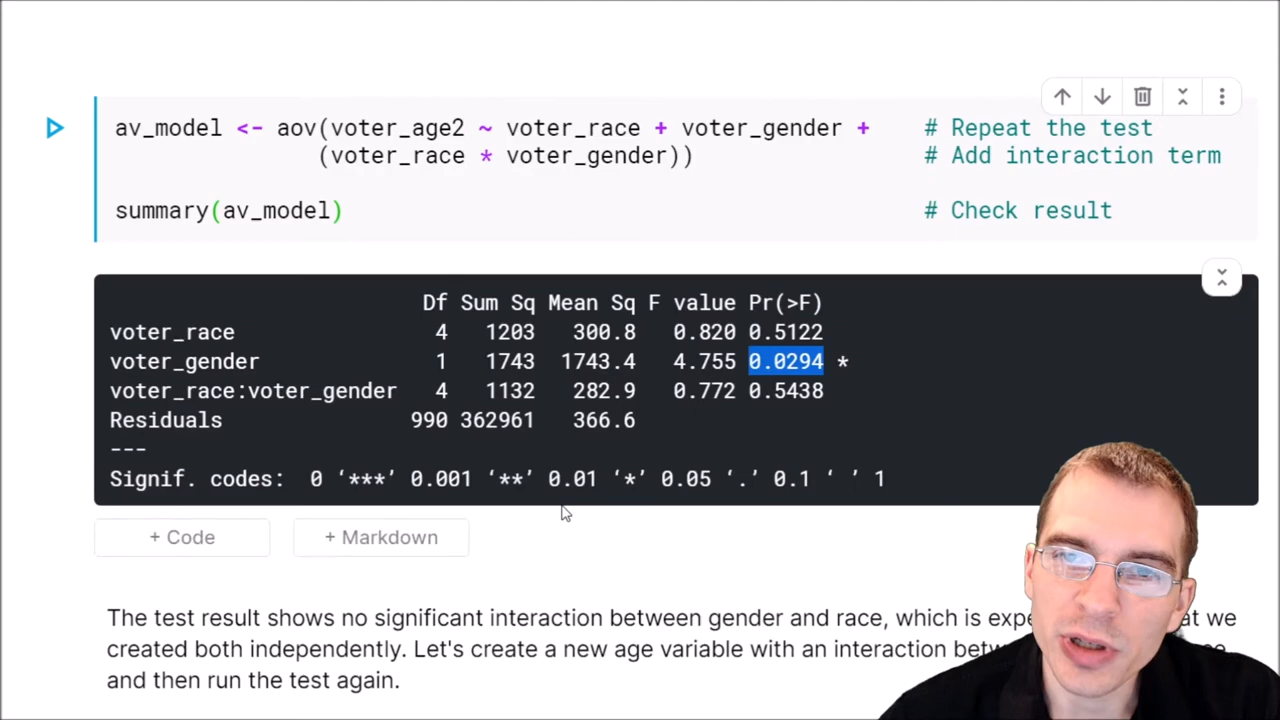 av_model <- aov(voter_age2 ~ voter_race + voter_gender + # Repeat the test
(voter_race * voter_gender)) # Add interaction term
summary(av_model) # Check result
Df Sum Sq Mean Sq F value Pr(>F)
voter_race 4 1203 300.8 0.820 0.5122
voter_gender 1 1743 1743.4 4.755 0.0294 *
voter_race:voter_gender 4 1132 282.9 0.772 0.5438
Residuals 990 362961 366.6
---
Signif. codes: 0 ‘***’ 0.001 ‘**’ 0.01 ‘*’ 0.05 ‘.’ 0.1 ‘ ’ 1
+ Code + Markdown
The test result shows no significant interaction between gender and race, which is at we
created both independently. Let's create a new age variable with an interaction
and then run the test again.